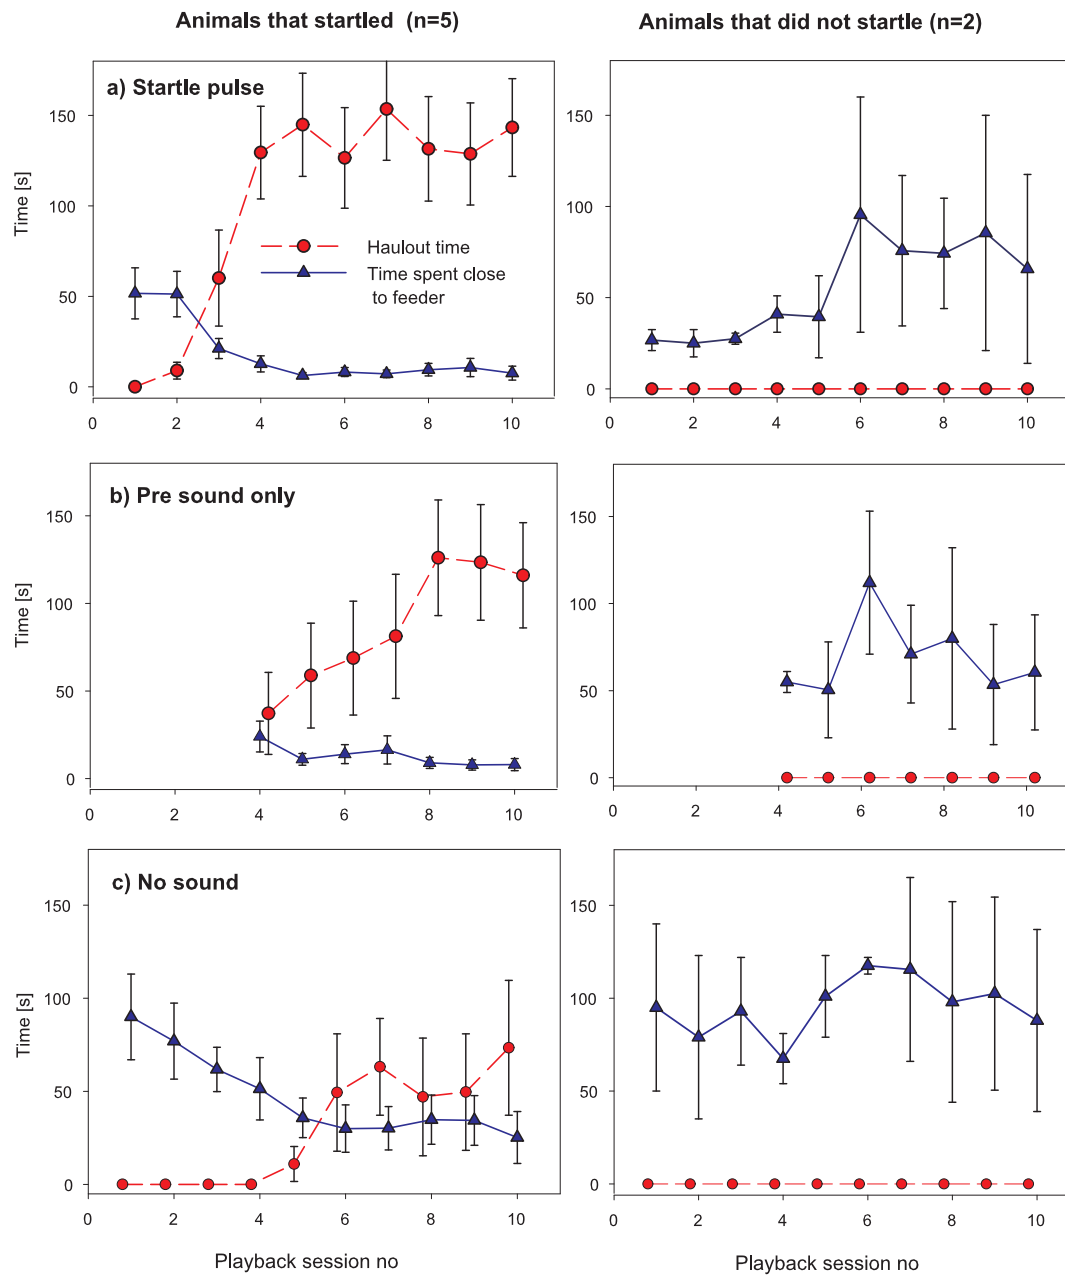 Animals that startled (n=5)
Animals that did not startle (n=2)
a) Startle pulse
150
100
50
0
Time [s]
Haulout time
Time spent close
to feeder
0 2 4 6 8 10
150
100
50
0
0 2 4 6 8 10
b) Pre sound only
150
100
50
0
Time [s]
0 2 4 6 8 10
150
100
50
0
0 2 4 6 8 10
c) No sound
150
100
50
0
Time [s]
0 2 4 6 8 10
Playback session no
150
100
50
0
0 2 4 6 8 10
Playback session no